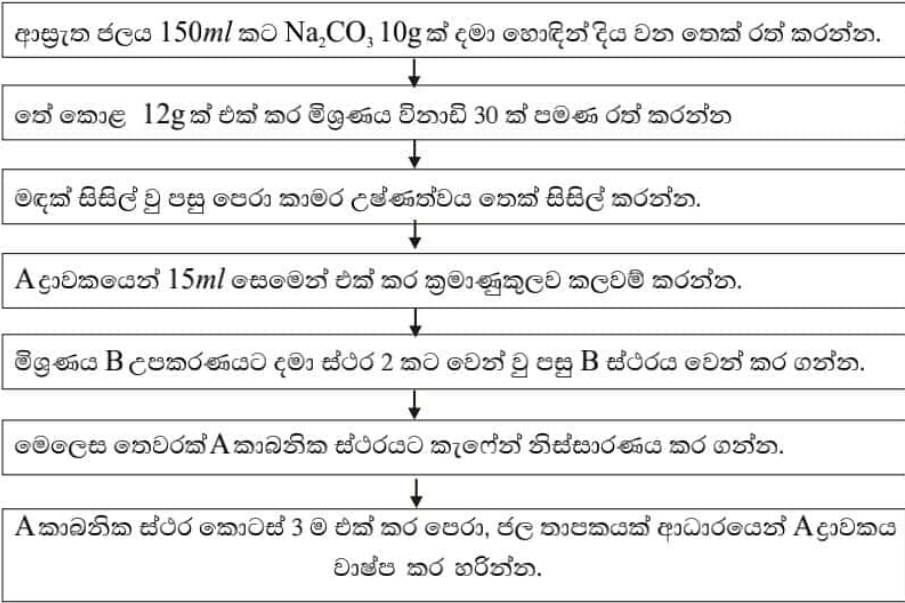 ආස්‍රැත ජලය 150ml කට Na₂CO₃ 10g ක් දමා හොඳින් දිය වන තෙක් රත් කරන්න.
තේ කොළ 12g ක් එක් කර මිශ්‍රණය විනාඩි 30 ක් පමණ රත් කරන්න
මඳක් සිසිල් වු පසු පෙරා කාමර උෂ්ණත්වය තෙක් සිසිල් කරන්න.
A ද්‍රාවකයෙන් 15ml සෙමෙන් එක් කර ක්‍රමාණුකුලව කලවම් කරන්න.
මිශ්‍රණය B උපකරණයට දමා ස්ථර 2 කට වෙන් වු පසු B ස්ථරය වෙන් කර ගන්න.
මෙලෙස තෙවරක් A කාබනික ස්ථරයට කැෆේන් නිස්සාරණය කර ගන්න.
A කාබනික ස්ථර කොටස් 3 ම එක් කර පෙරා, ජල තාපකයක් ආධාරයෙන් A ද්‍රාවකය
වාෂ්ප කර හරින්න.